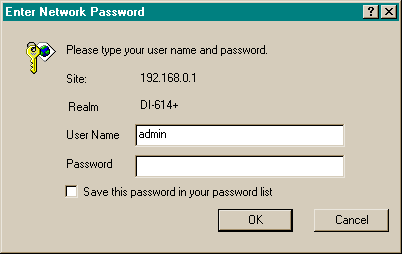 Enter Network Password
Please type your user name and password.
Site: 192.168.0.1
Realm DI-614+
User Name admin
Password
Save this password in your password list
OK Cancel